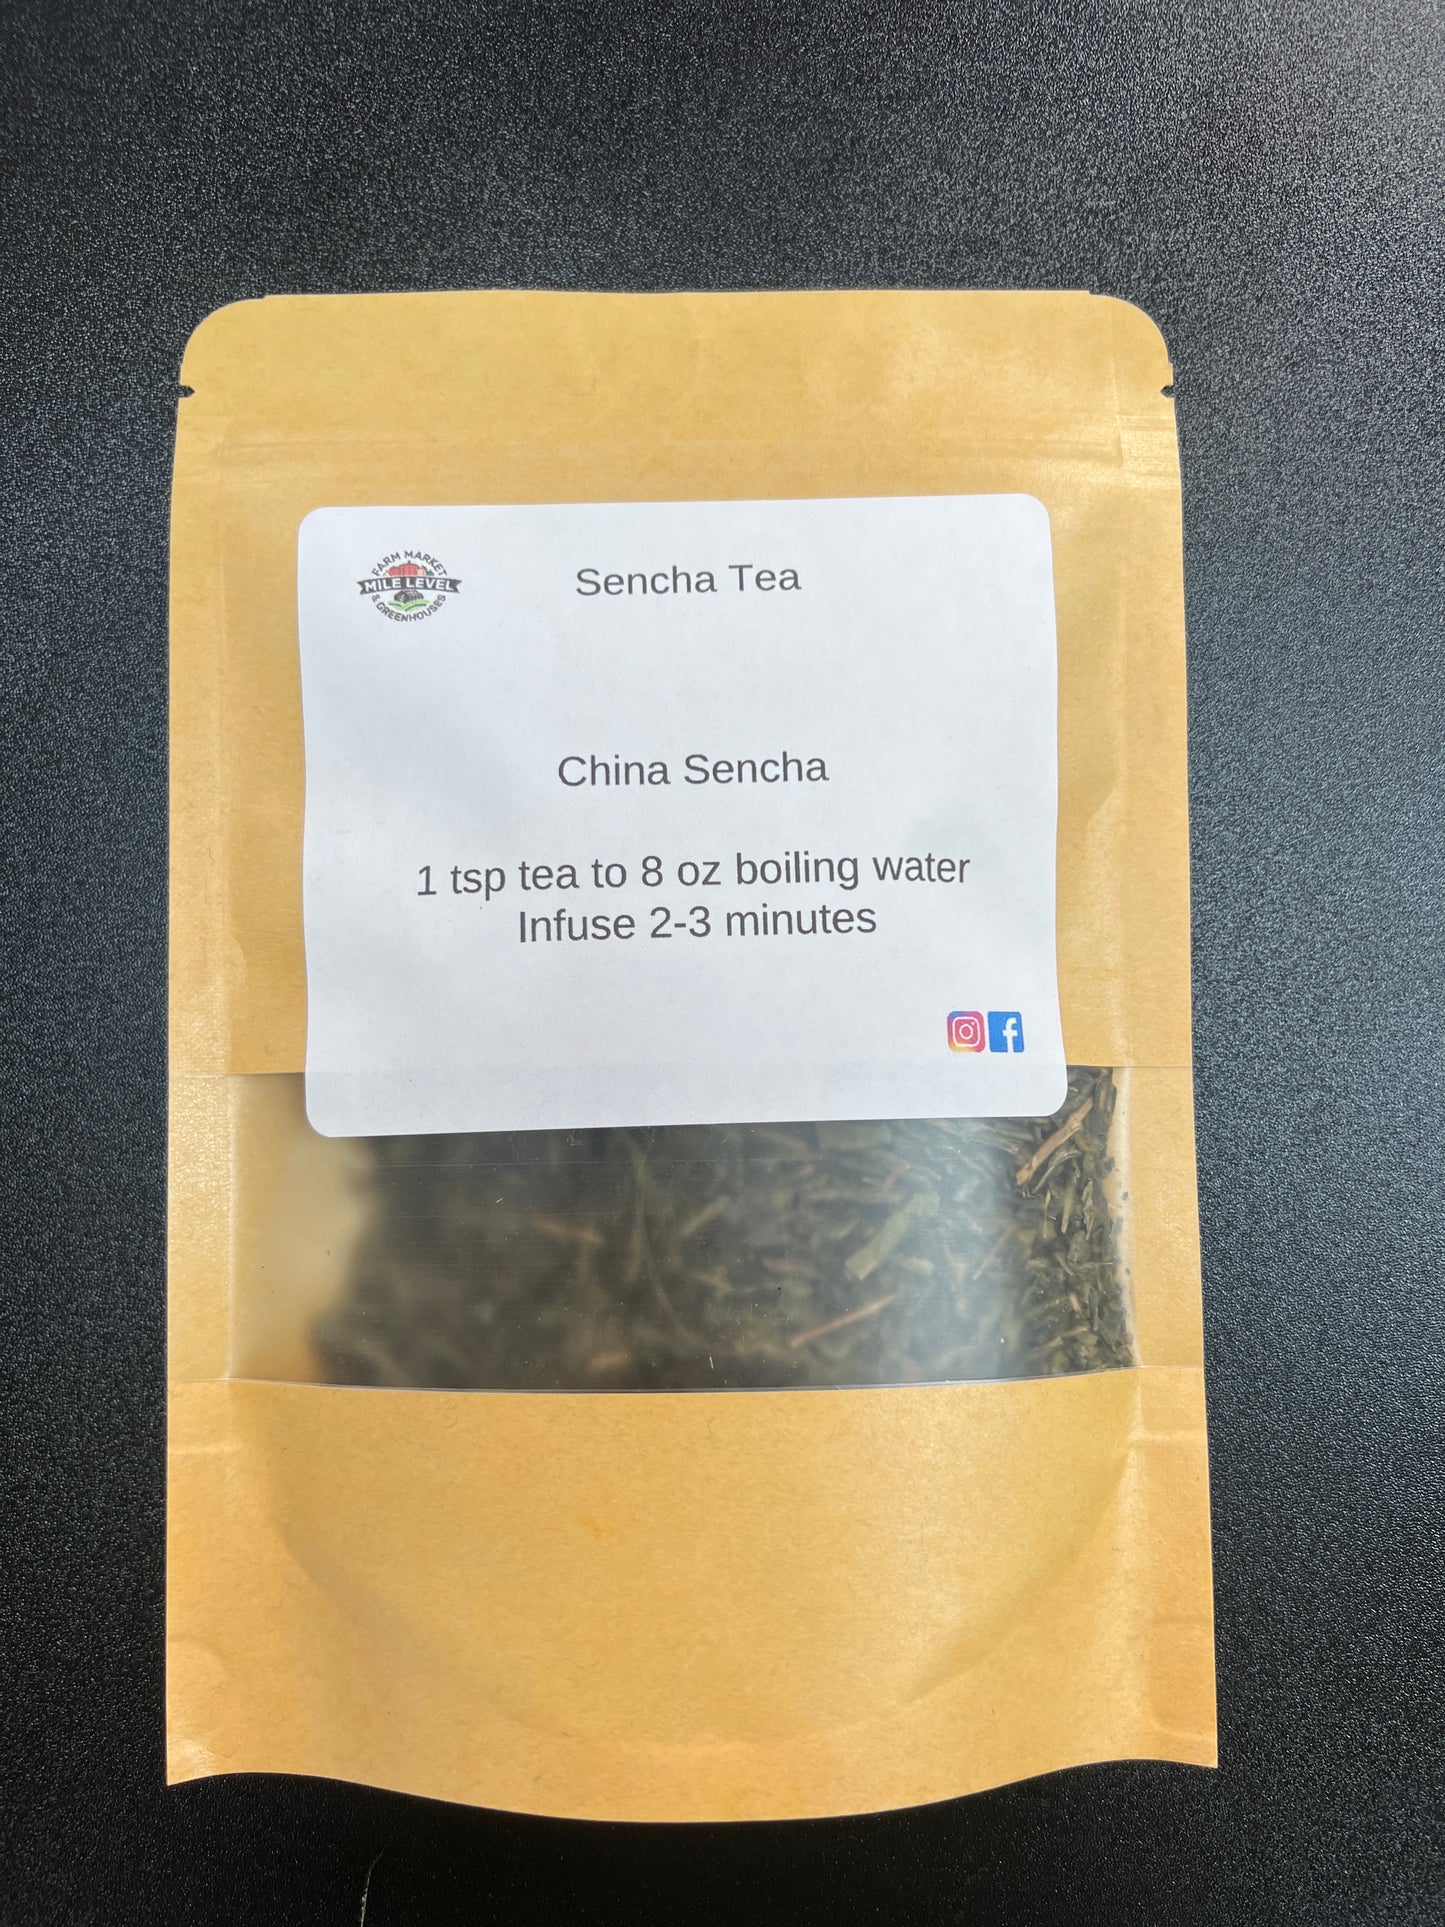 FARM MARKET
MILE LEVEL
& GREENHOUSES
Sencha Tea
China Sencha
1 tsp tea to 8 oz boiling water
Infuse 2-3 minutes